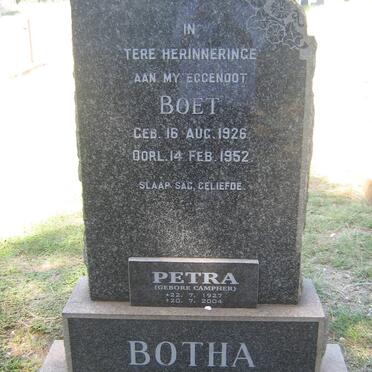 IN
TERE HERINNERINGE
AAN MY EGGENOOT
BOET
GEB. 16 AUG. 1926
OORL. 14 FEB. 1952
SLAAP SAG, GELIEFDE.
PETRA
(GEBORE CAMPHER)
*22. 7. 1927
+20. 7. 2004
BOTHA